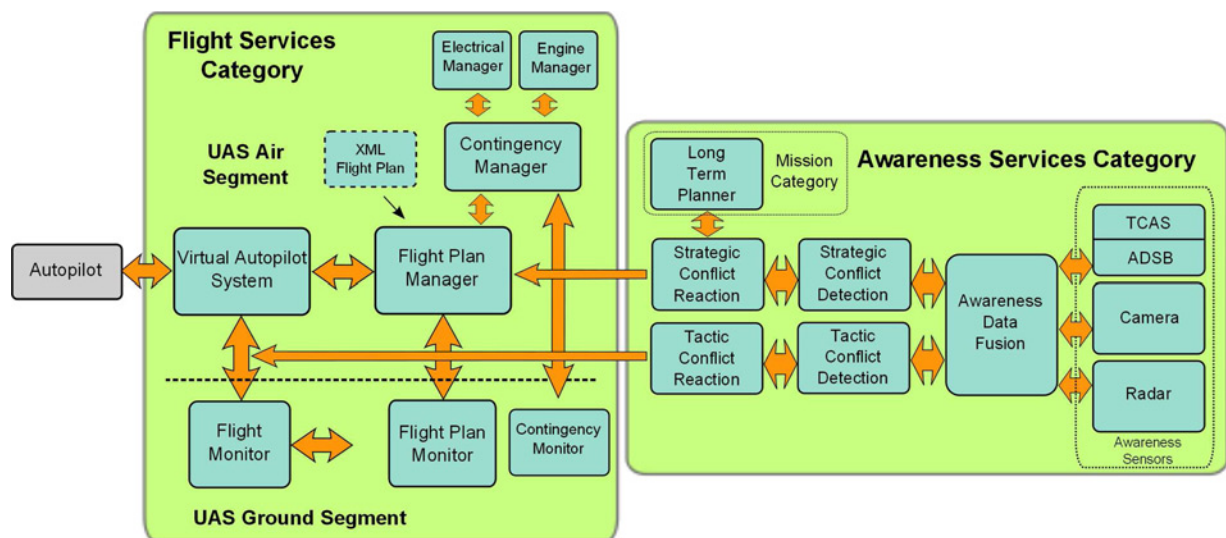 Flight Services
Category
Electrical
Manager
Engine
Manager
UAS Air
Segment
XML
Flight Plan
Contingency
Manager
Autopilot
Virtual Autopilot
System
Flight Plan
Manager
Flight
Monitor
Flight Plan
Monitor
Contingency
Monitor
UAS Ground Segment
Long
Term
Planner
Mission
Category
Awareness Services Category
Strategic
Conflict
Reaction
Strategic
Conflict
Detection
Tactic
Conflict
Reaction
Tactic
Conflict
Detection
Awareness
Data
Fusion
TCAS
ADSB
Camera
Radar
Awareness
Sensors